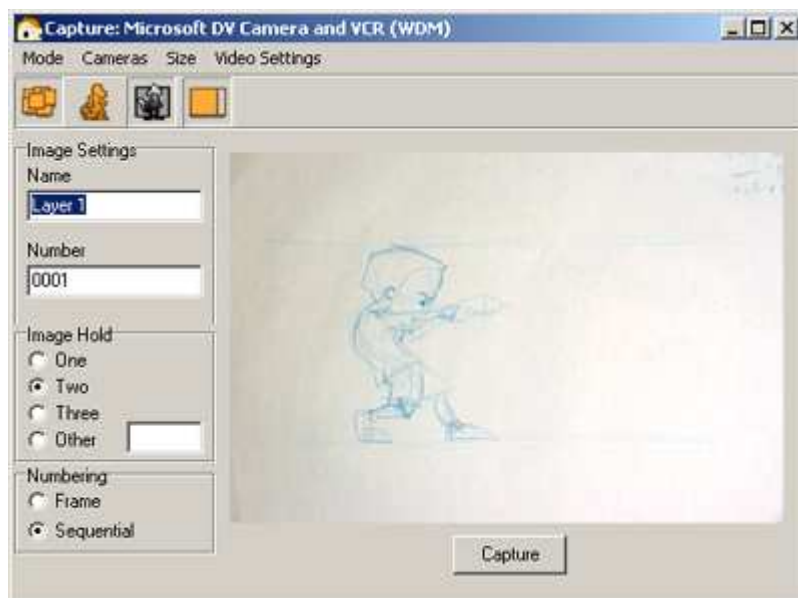 Capture: Microsoft DV Camera and VCR (WDM)
Mode Cameras Size Video Settings
Image Settings
Name
Layer 1
Number
0001
Image Hold
One
Two
Three
Other
Numbering
Frame
Sequential
Capture